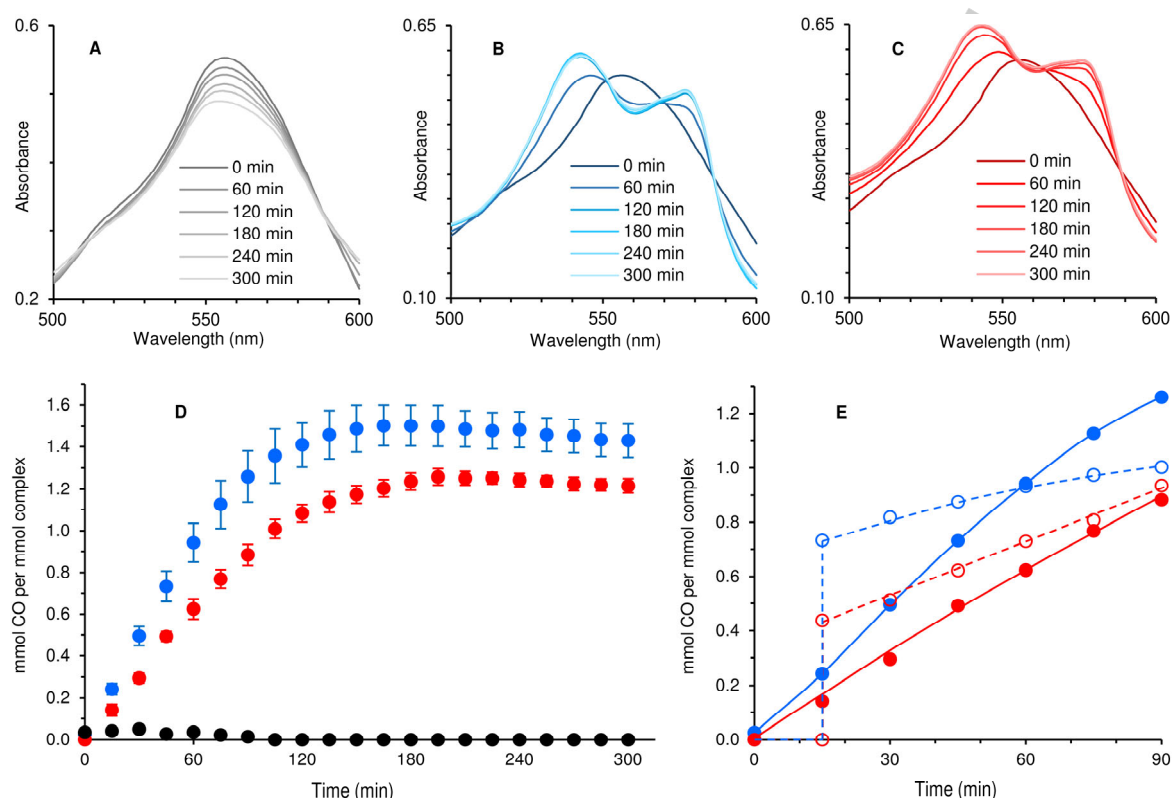 A
0.6
Absorbance
0.2
0 min
60 min
120 min
180 min
240 min
300 min
500
550
600
Wavelength (nm)
B
0.65
Absorbance
0.10
0 min
60 min
120 min
180 min
240 min
300 min
500
550
600
Wavelength (nm)
C
0.65
Absorbance
0.10
0 min
60 min
120 min
180 min
240 min
300 min
500
550
600
Wavelength (nm)
D
mmol CO per mmol complex
1.6
1.4
1.2
1.0
0.8
0.6
0.4
0.2
0.0
0
60
120
180
240
300
Time (min)
E
mmol CO per mmol complex
1.2
1.0
0.8
0.6
0.4
0.2
0.0
0
30
60
90
Time (min)